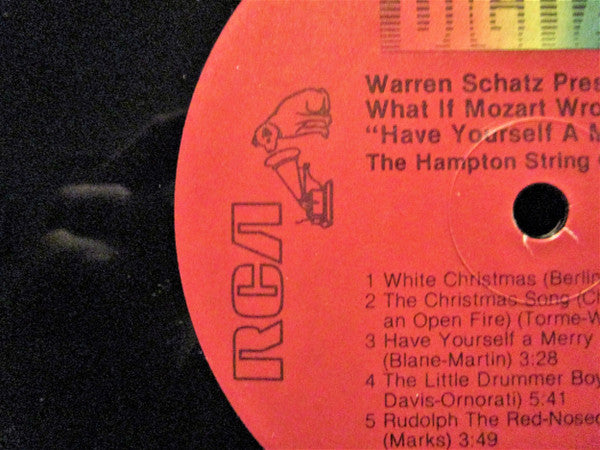 Warren Schatz Pres
What If Mozart Wro
"Have Yourself A M
The Hampton String
RCA
1 White Christmas (Berlin
2 The Christmas Song (C
an Open Fire) (Torme-W
3 Have Yourself a Merry
(Blane-Martin) 3:28
4 The Little Drummer Boy
Davis-Ornorati) 5:41
5 Rudolph The Red-Nosed
(Marks) 3:49